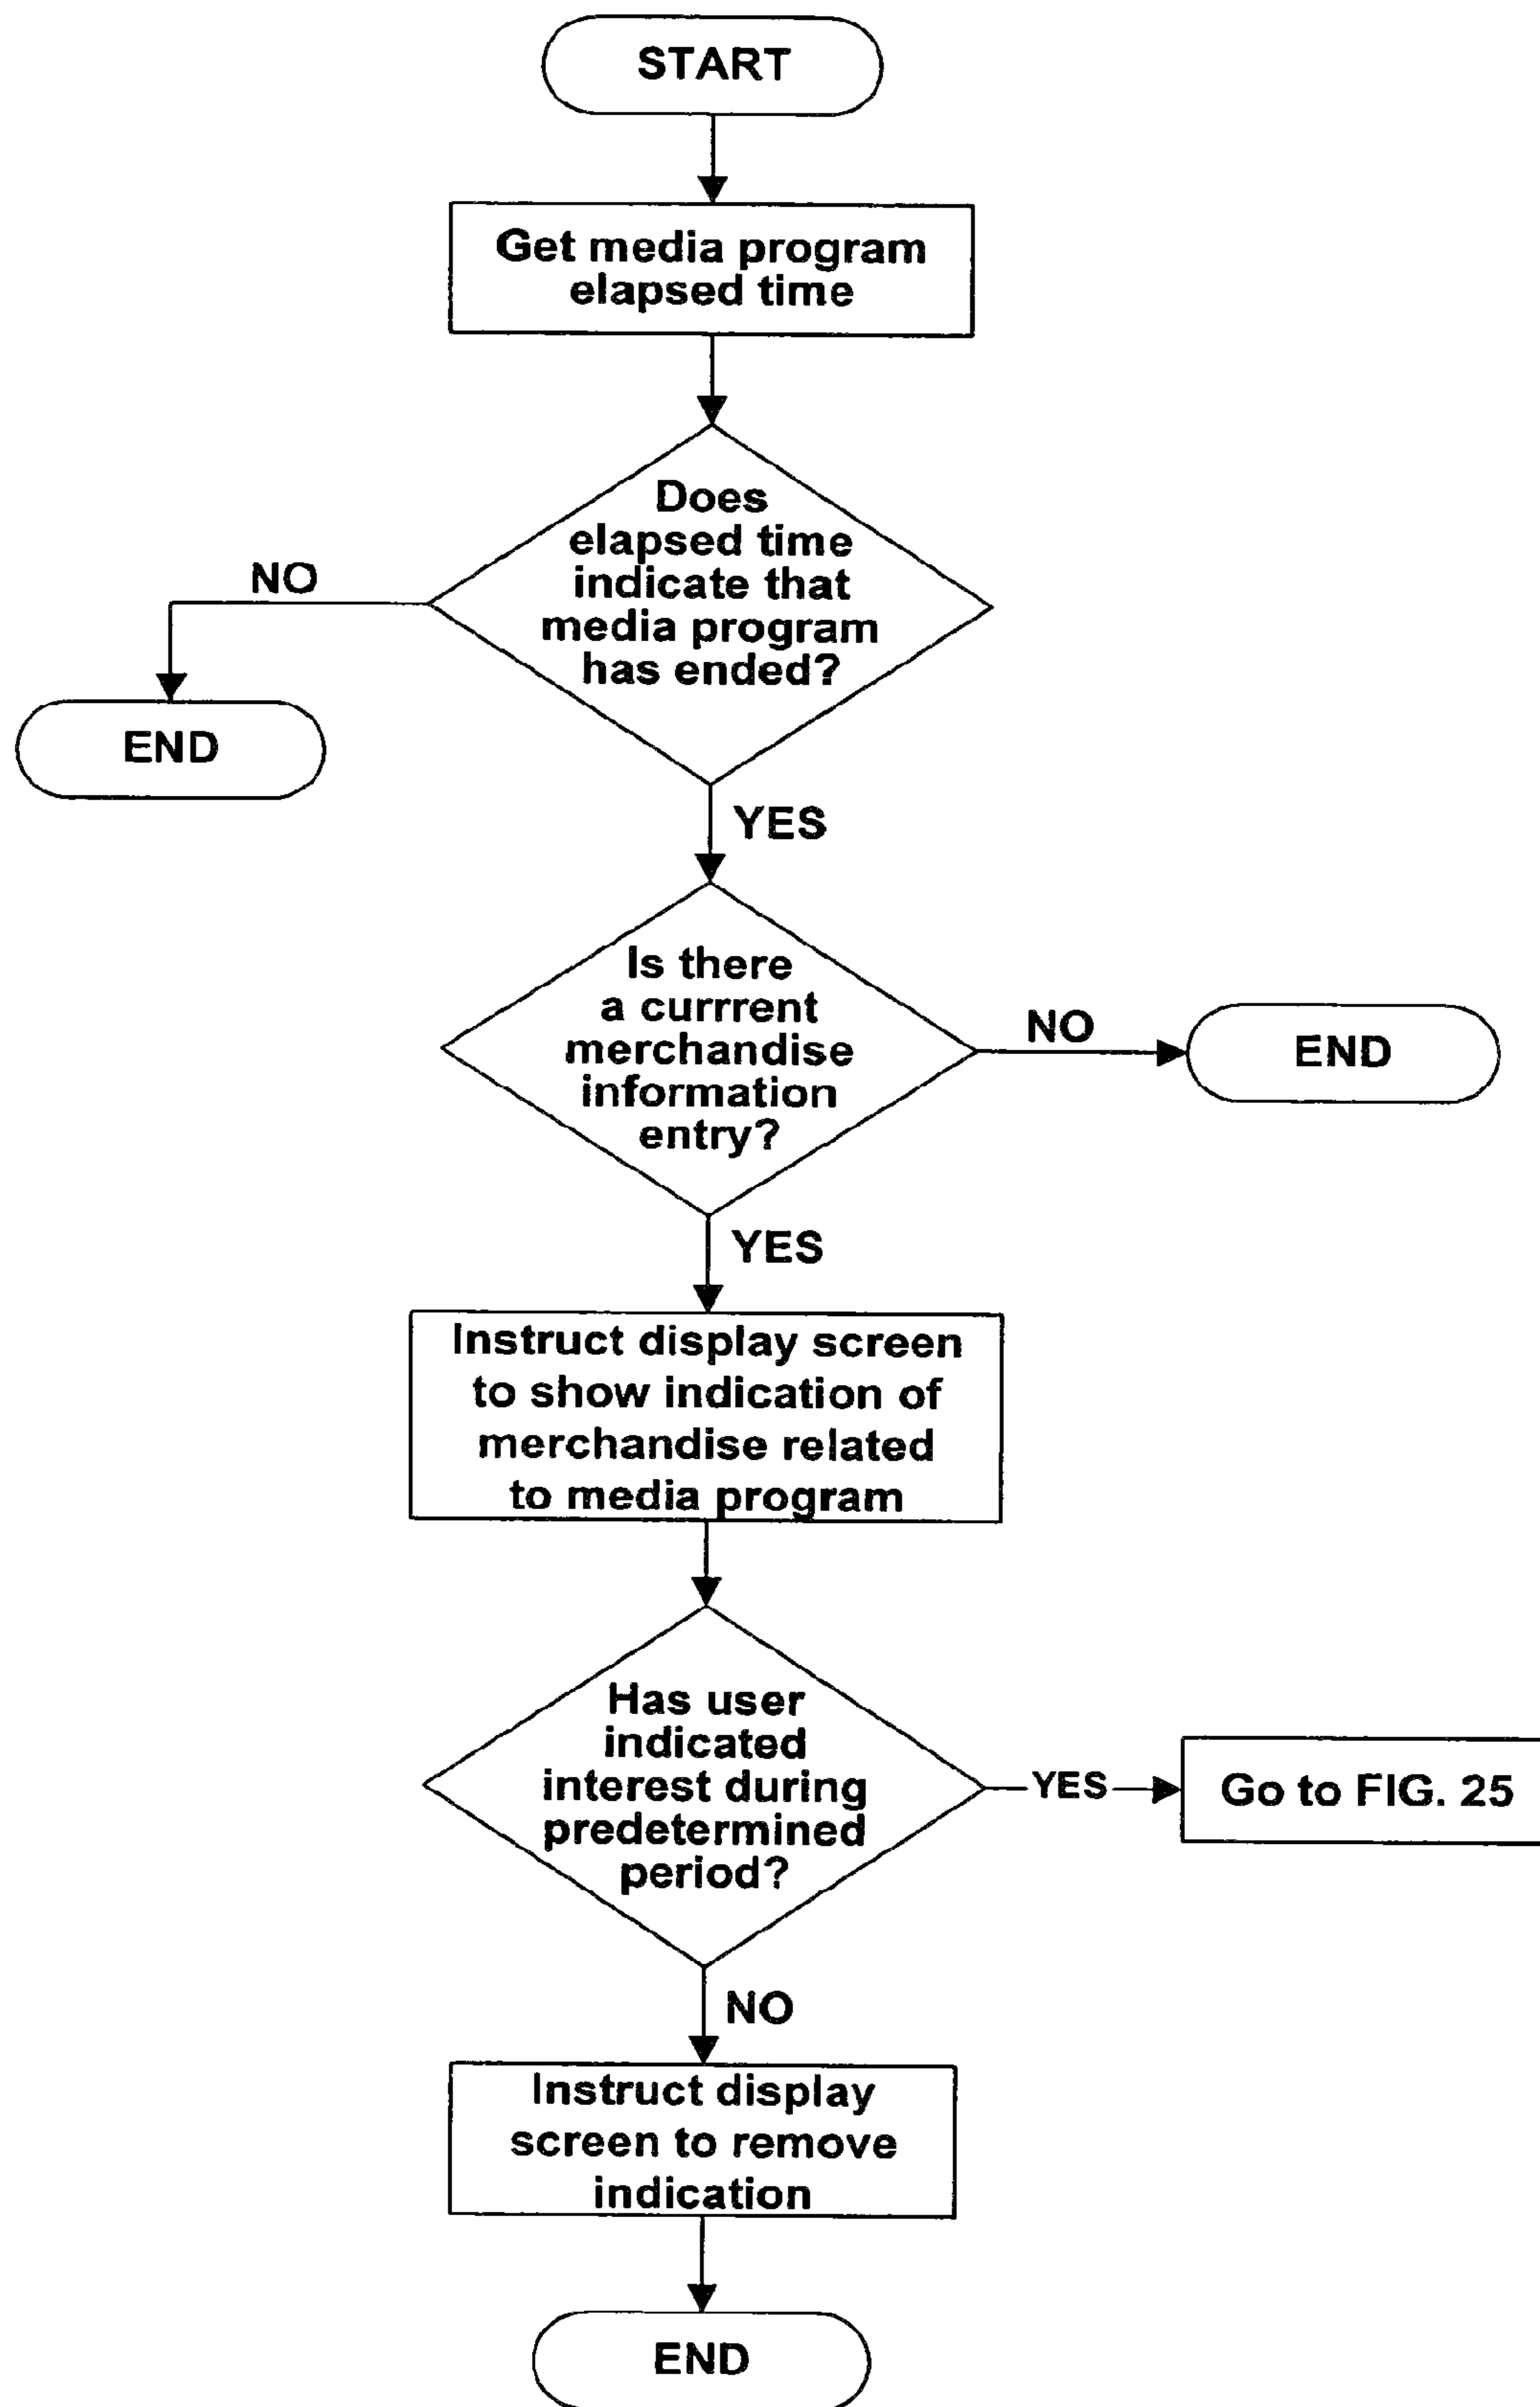 START
Get media program
elapsed time
Does
elapsed time
indicate that
media program
has ended?
NO
END
YES
Is there
a currrent
merchandise
information
entry?
NO
END
YES
Instruct display screen
to show indication of
merchandise related
to media program
Has user
indicated
interest during
predetermined
period?
YES
Go to FIG. 25
NO
Instruct display
screen to remove
indication
END